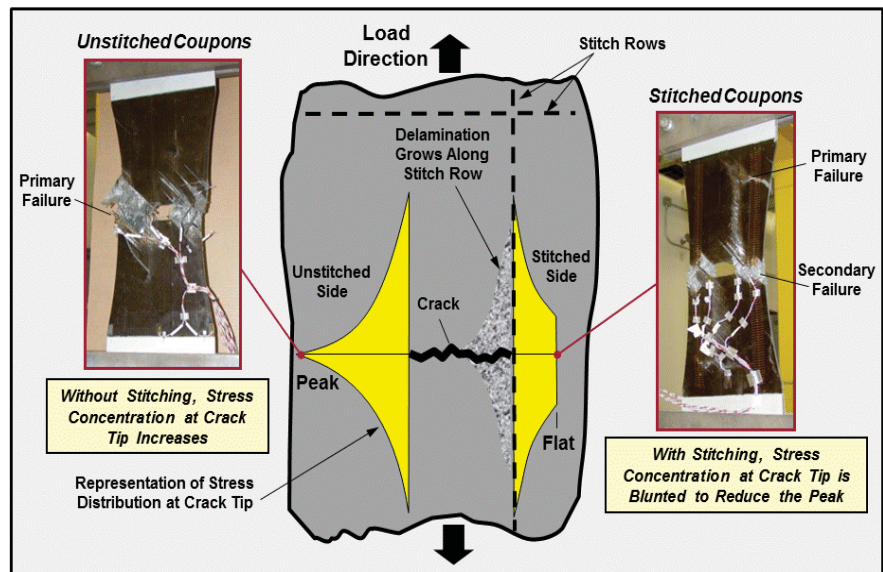 Unstitched Coupons
Primary
Failure
Without Stitching, Stress
Concentration at Crack
Tip Increases
Load
Direction
Stitch Rows
Delamination
Grows Along
Stitch Row
Unstitched
Side
Stitched
Side
Crack
Peak
Flat
Representation of Stress
Distribution at Crack Tip
Stitched Coupons
Primary
Failure
Secondary
Failure
With Stitching, Stress
Concentration at Crack Tip is
Blunted to Reduce the Peak